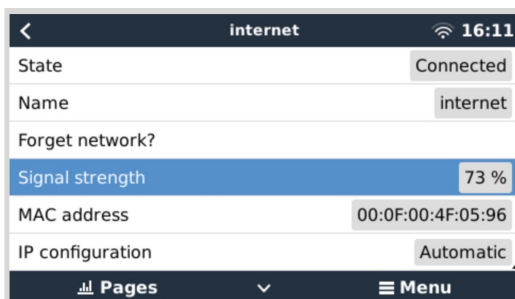 internet 16:11
State Connected
Name internet
Forget network?
Signal strength 73 %
MAC address 00:0F:00:4F:05:96
IP configuration Automatic
Pages Menu